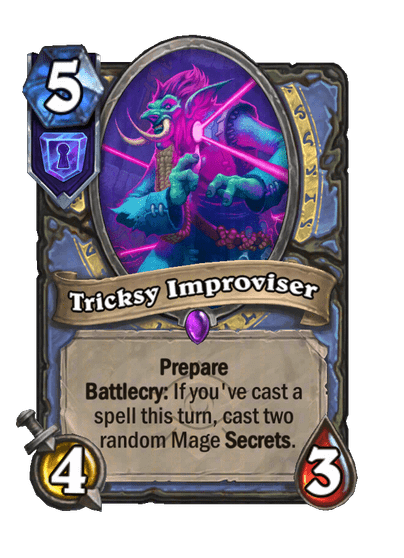 5
Tricksy Improviser
Prepare
Battlecry: If you've cast a
spell this turn, cast two
random Mage Secrets.
4
3